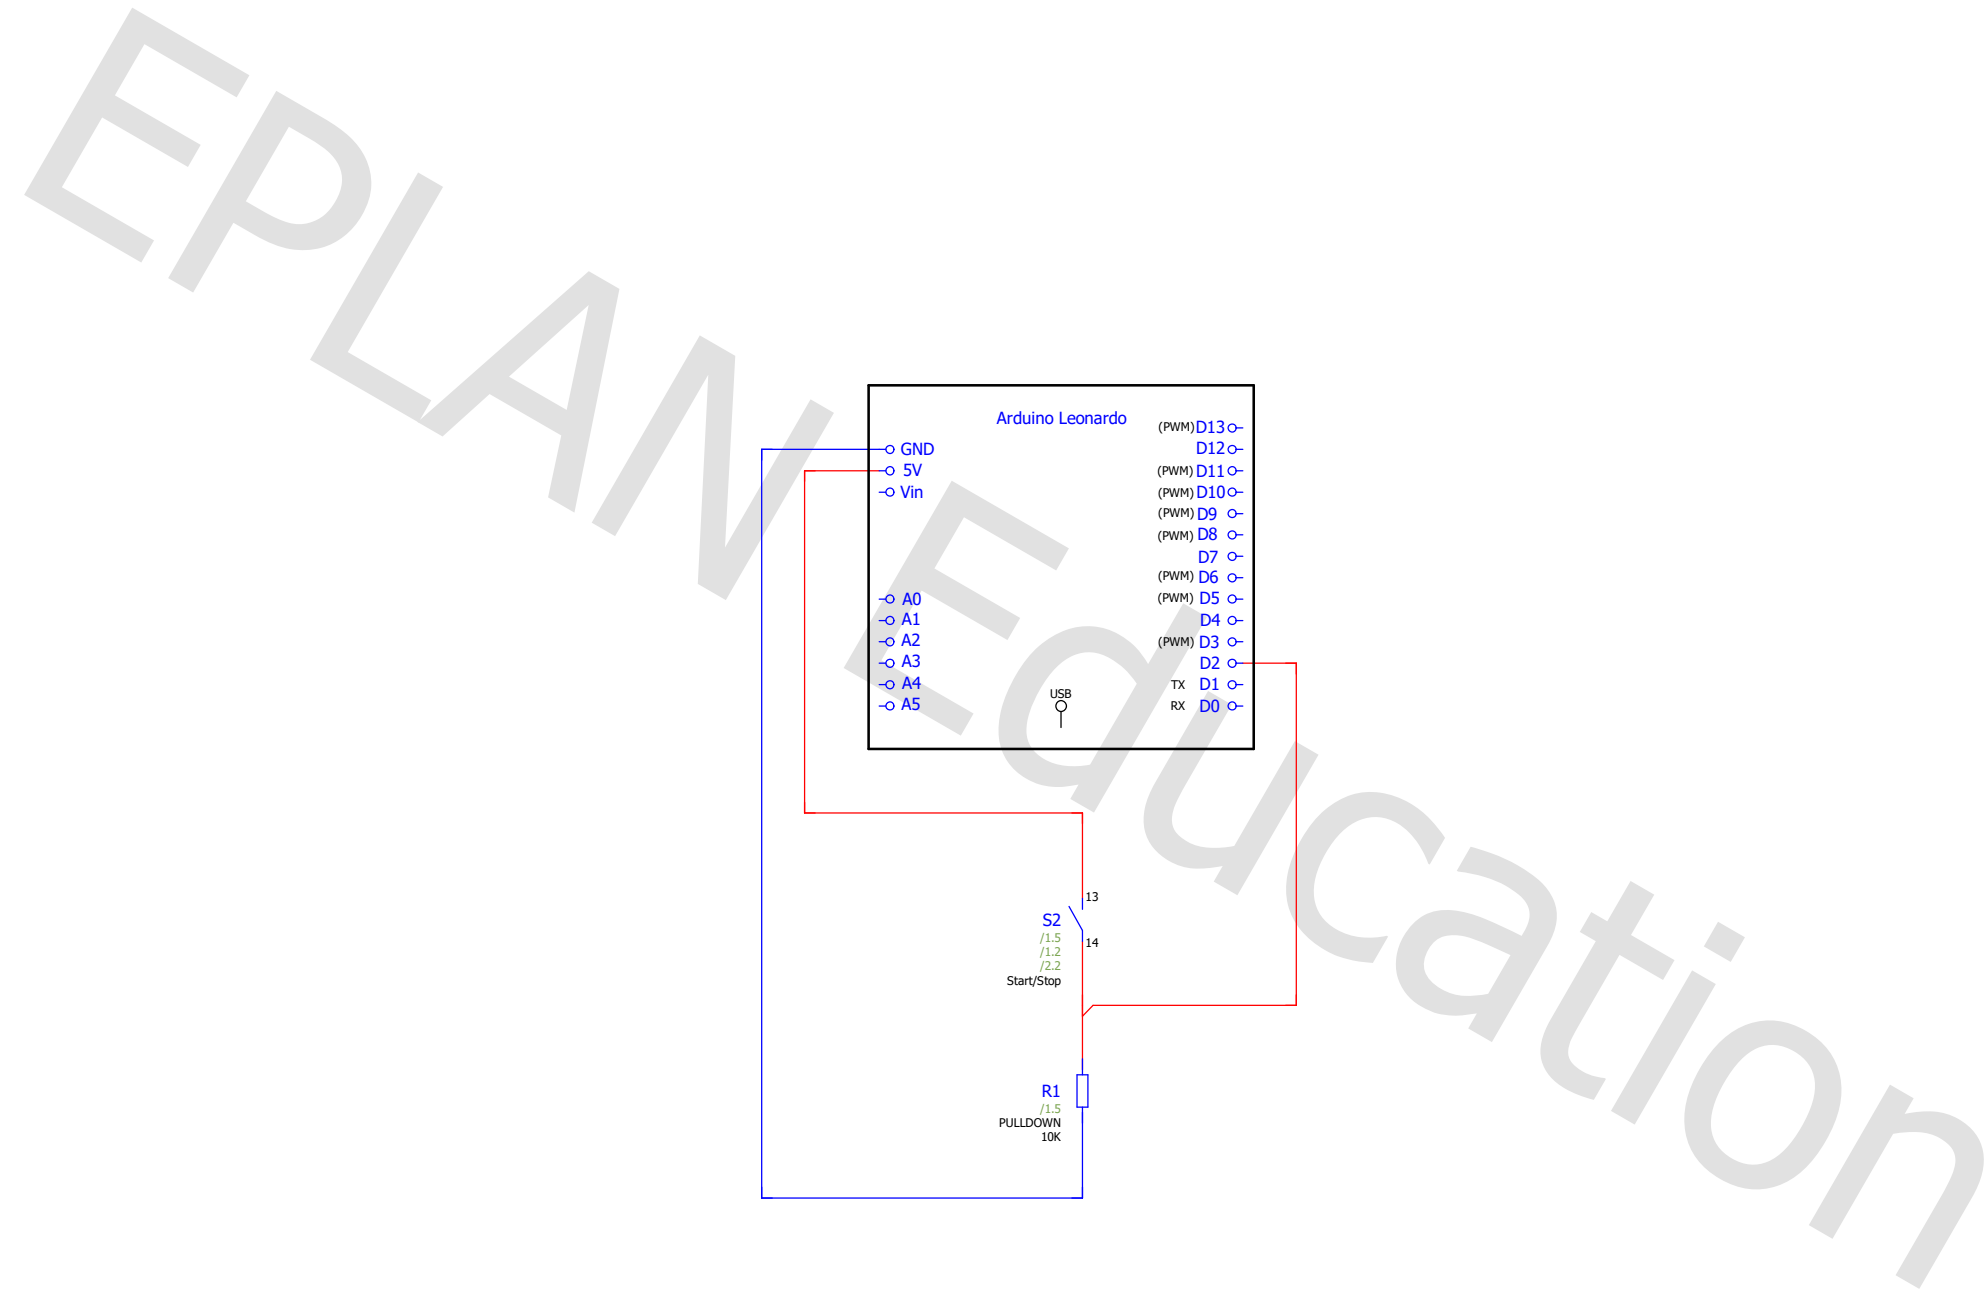 EPLAN Education
Arduino Leonardo
GND
5V
Vin
A0
A1
A2
A3
A4
A5
USB
(PWM) D13
D12
(PWM) D11
(PWM) D10
(PWM) D9
(PWM) D8
D7
(PWM) D6
(PWM) D5
D4
(PWM) D3
D2
TX D1
RX D0
13
S2
14
/1.5
/1.2
/2.2
Start/Stop
R1
/1.5
PULLDOWN
10K